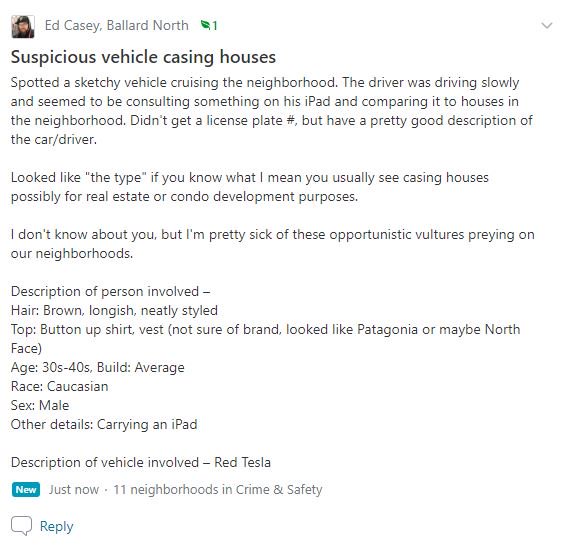 Ed Casey, Ballard North 1
Suspicious vehicle casing houses
Spotted a sketchy vehicle cruising the neighborhood. The driver was driving slowly
and seemed to be consulting something on his iPad and comparing it to houses in
the neighborhood. Didn't get a license plate #, but have a pretty good description of
the car/driver.
Looked like "the type" if you know what I mean you usually see casing houses
possibly for real estate or condo development purposes.
I don't know about you, but I'm pretty sick of these opportunistic vultures preying on
our neighborhoods.
Description of person involved –
Hair: Brown, longish, neatly styled
Top: Button up shirt, vest (not sure of brand, looked like Patagonia or maybe North
Face)
Age: 30s-40s, Build: Average
Race: Caucasian
Sex: Male
Other details: Carrying an iPad
Description of vehicle involved – Red Tesla
New Just now · 11 neighborhoods in Crime & Safety
Reply